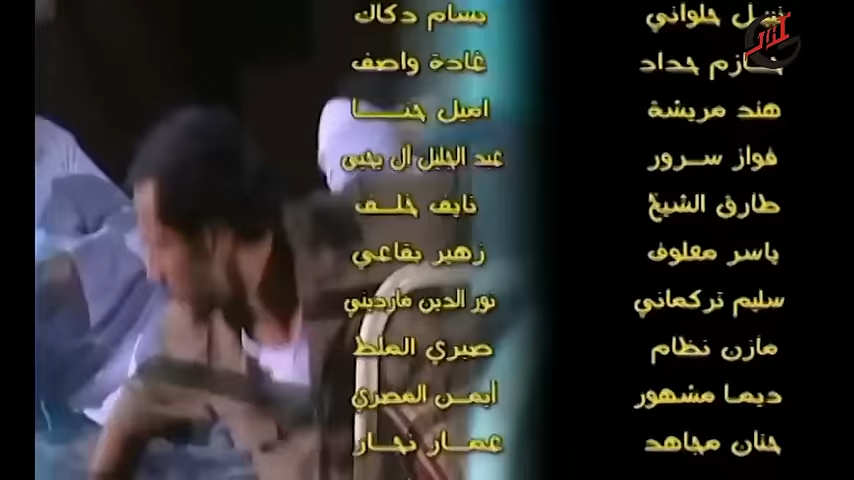 نبيل حلواني بسام دكاك
حازم حداد غادة واصف
هند مريشة اميل حنا
فواز سرور عبد الجليل آل يحيى
طارق الشيخ نايف خلف
ياسر معلوف زهير بقاعي
سليم تركماني نور الدين مارديني
مازن نظام صبري الملط
ديما مشهور أيمن المصري
حنان مجاهد عمار نجار